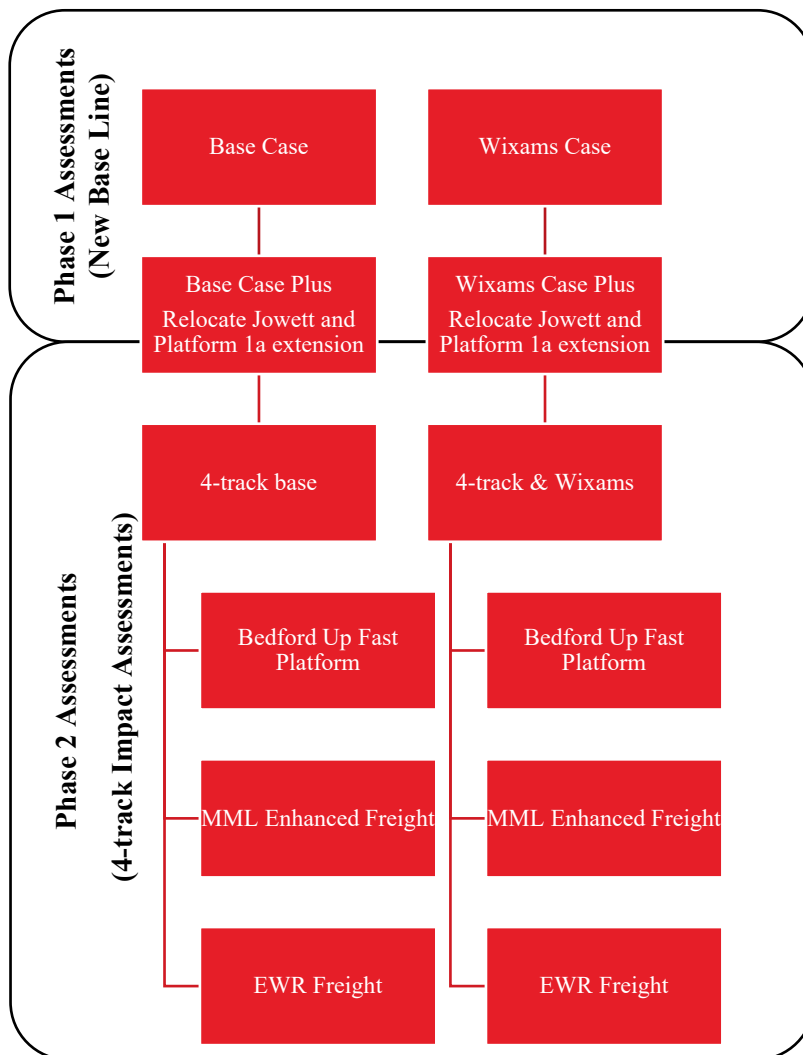 Phase 1 Assessments
(New Base Line)
Base Case
Wixams Case
Base Case Plus
Relocate Jowett and
Platform 1a extension
Wixams Case Plus
Relocate Jowett and
Platform 1a extension
Phase 2 Assessments
(4-track Impact Assessments)
4-track base
4-track & Wixams
Bedford Up Fast
Platform
Bedford Up Fast
Platform
MML Enhanced Freight
MML Enhanced Freight
EWR Freight
EWR Freight